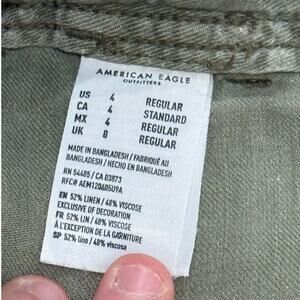 AMERICAN EAGLE
OUTFITTERS
US 4 REGULAR
CA 4 STANDARD
MX 4 REGULAR
UK 8 REGULAR
MADE IN BANGLADESH / FABRIQUÉ AU
BANGLADESH / HECHO EN BANGLADESH
RN 54485 / CA 03873
RFC# AEM120605U9A
EN 52% LINEN / 48% VISCOSE
EXCLUSIVE OF DECORATION
FR 52% LIN / 48% VISCOSE
À L'EXCEPTION DE LA GARNITURE
SP 52% lino / 48% viscosa